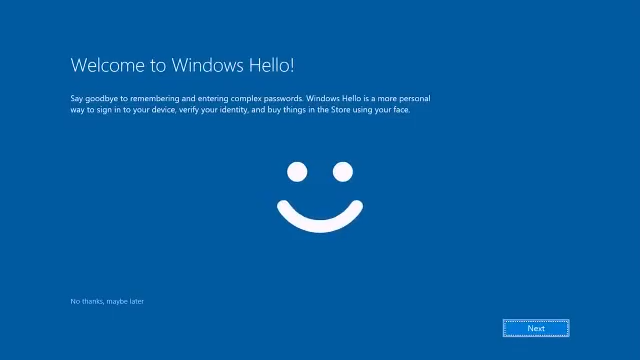 Welcome to Windows Hello!
Say goodbye to remembering and entering complex passwords. Windows Hello is a more personal
way to sign in to your device, verify your identity, and buy things in the Store using your face.
No thanks, maybe later
Next